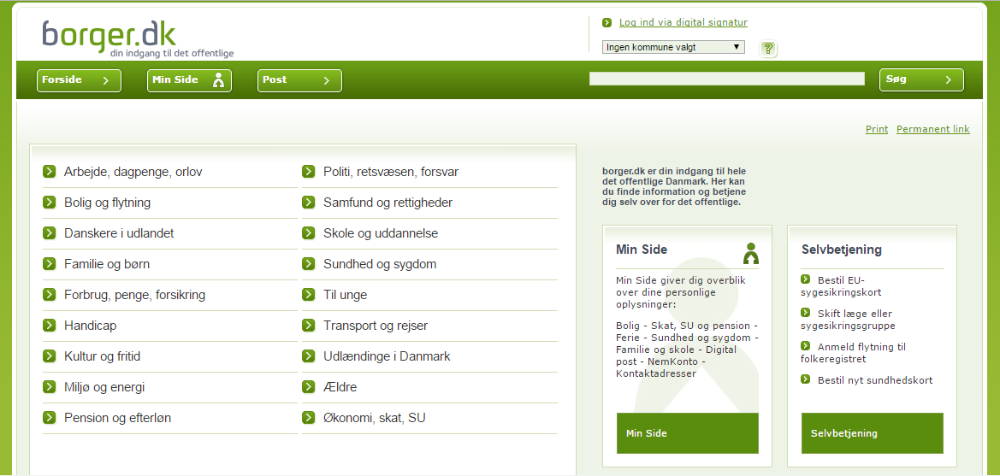 borger.dk
din indgang til det offentlige
Log ind via digital signatur
Ingen kommune valgt
?
Forside
Min Side
Post
Søg
Print
Permanent link
Arbejde, dagpenge, orlov
Bolig og flytning
Danskere i udlandet
Familie og børn
Forbrug, penge, forsikring
Handicap
Kultur og fritid
Miljø og energi
Pension og efterløn
Politi, retsvæsen, forsvar
Samfund og rettigheder
Skole og uddannelse
Sundhed og sygdom
Til unge
Transport og rejser
Udlændinge i Danmark
Ældre
Økonomi, skat, SU
borger.dk er din indgang til hele
det offentlige Danmark. Her kan
du finde information og betjene
dig selv over for det offentlige.
Min Side
Min Side giver dig overblik
over dine personlige
oplysninger:
Bolig - Skat, SU og pension -
Ferie - Sundhed og sygdom -
Familie og skole - Digital
post - NemKonto -
Kontaktadresser
Min Side
Selvbetjening
Bestil EU-
sygesikringskort
Skift læge eller
sygesikringsgruppe
Anmeld flytning til
folkeregistret
Bestil nyt sundhedskort
Selvbetjening